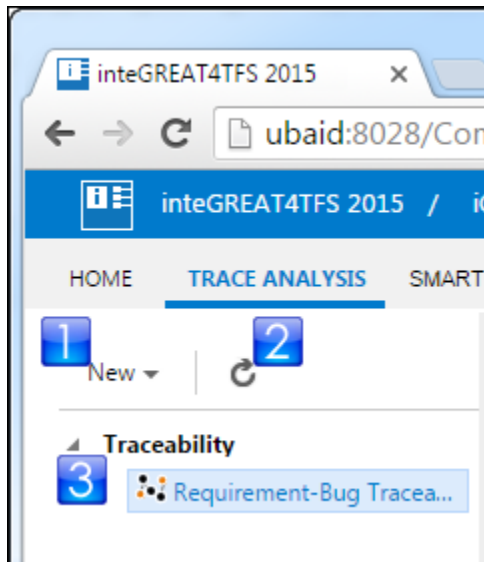 inteGREAT4TFS 2015
ubaid:8028/Con
inteGREAT4TFS 2015 /
HOME TRACE ANALYSIS SMART
1 2
New
Traceability
3
Requirement-Bug Tracea...